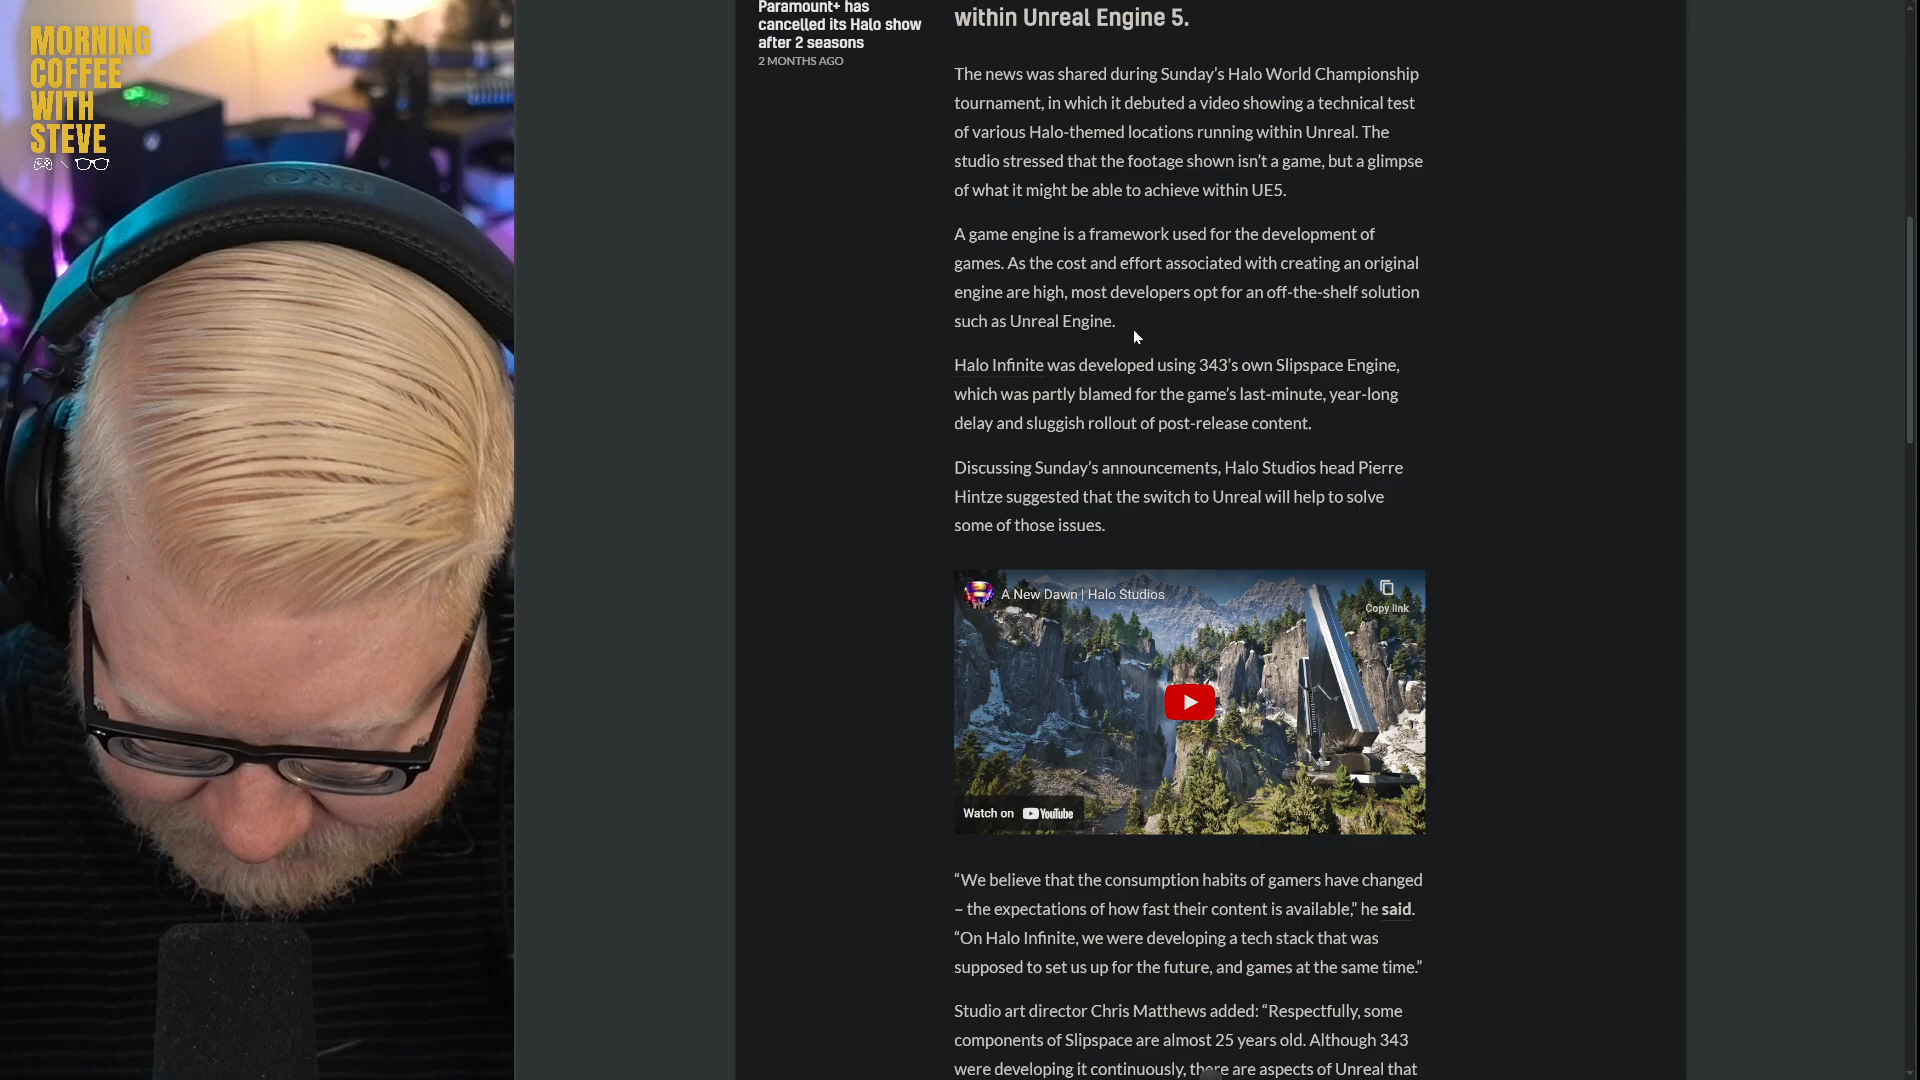 MORNING
COFFEE
WITH
STEVE
PRO
Paramount+ has
cancelled its Halo show
after 2 seasons
2 MONTHS AGO
within Unreal Engine 5.
The news was shared during Sunday’s Halo World Championship
tournament, in which it debuted a video showing a technical test
of various Halo-themed locations running within Unreal. The
studio stressed that the footage shown isn’t a game, but a glimpse
of what it might be able to achieve within UE5.
A game engine is a framework used for the development of
games. As the cost and effort associated with creating an original
engine are high, most developers opt for an off-the-shelf solution
such as Unreal Engine.
Halo Infinite was developed using 343’s own Slipspace Engine,
which was partly blamed for the game’s last-minute, year-long
delay and sluggish rollout of post-release content.
Discussing Sunday’s announcements, Halo Studios head Pierre
Hintze suggested that the switch to Unreal will help to solve
some of those issues.
A New Dawn | Halo Studios
Copy link
Watch on YouTube
“We believe that the consumption habits of gamers have changed
– the expectations of how fast their content is available,” he said.
“On Halo Infinite, we were developing a tech stack that was
supposed to set us up for the future, and games at the same time.”
Studio art director Chris Matthews added: “Respectfully, some
components of Slipspace are almost 25 years old. Although 343
were developing it continuously, there are aspects of Unreal that